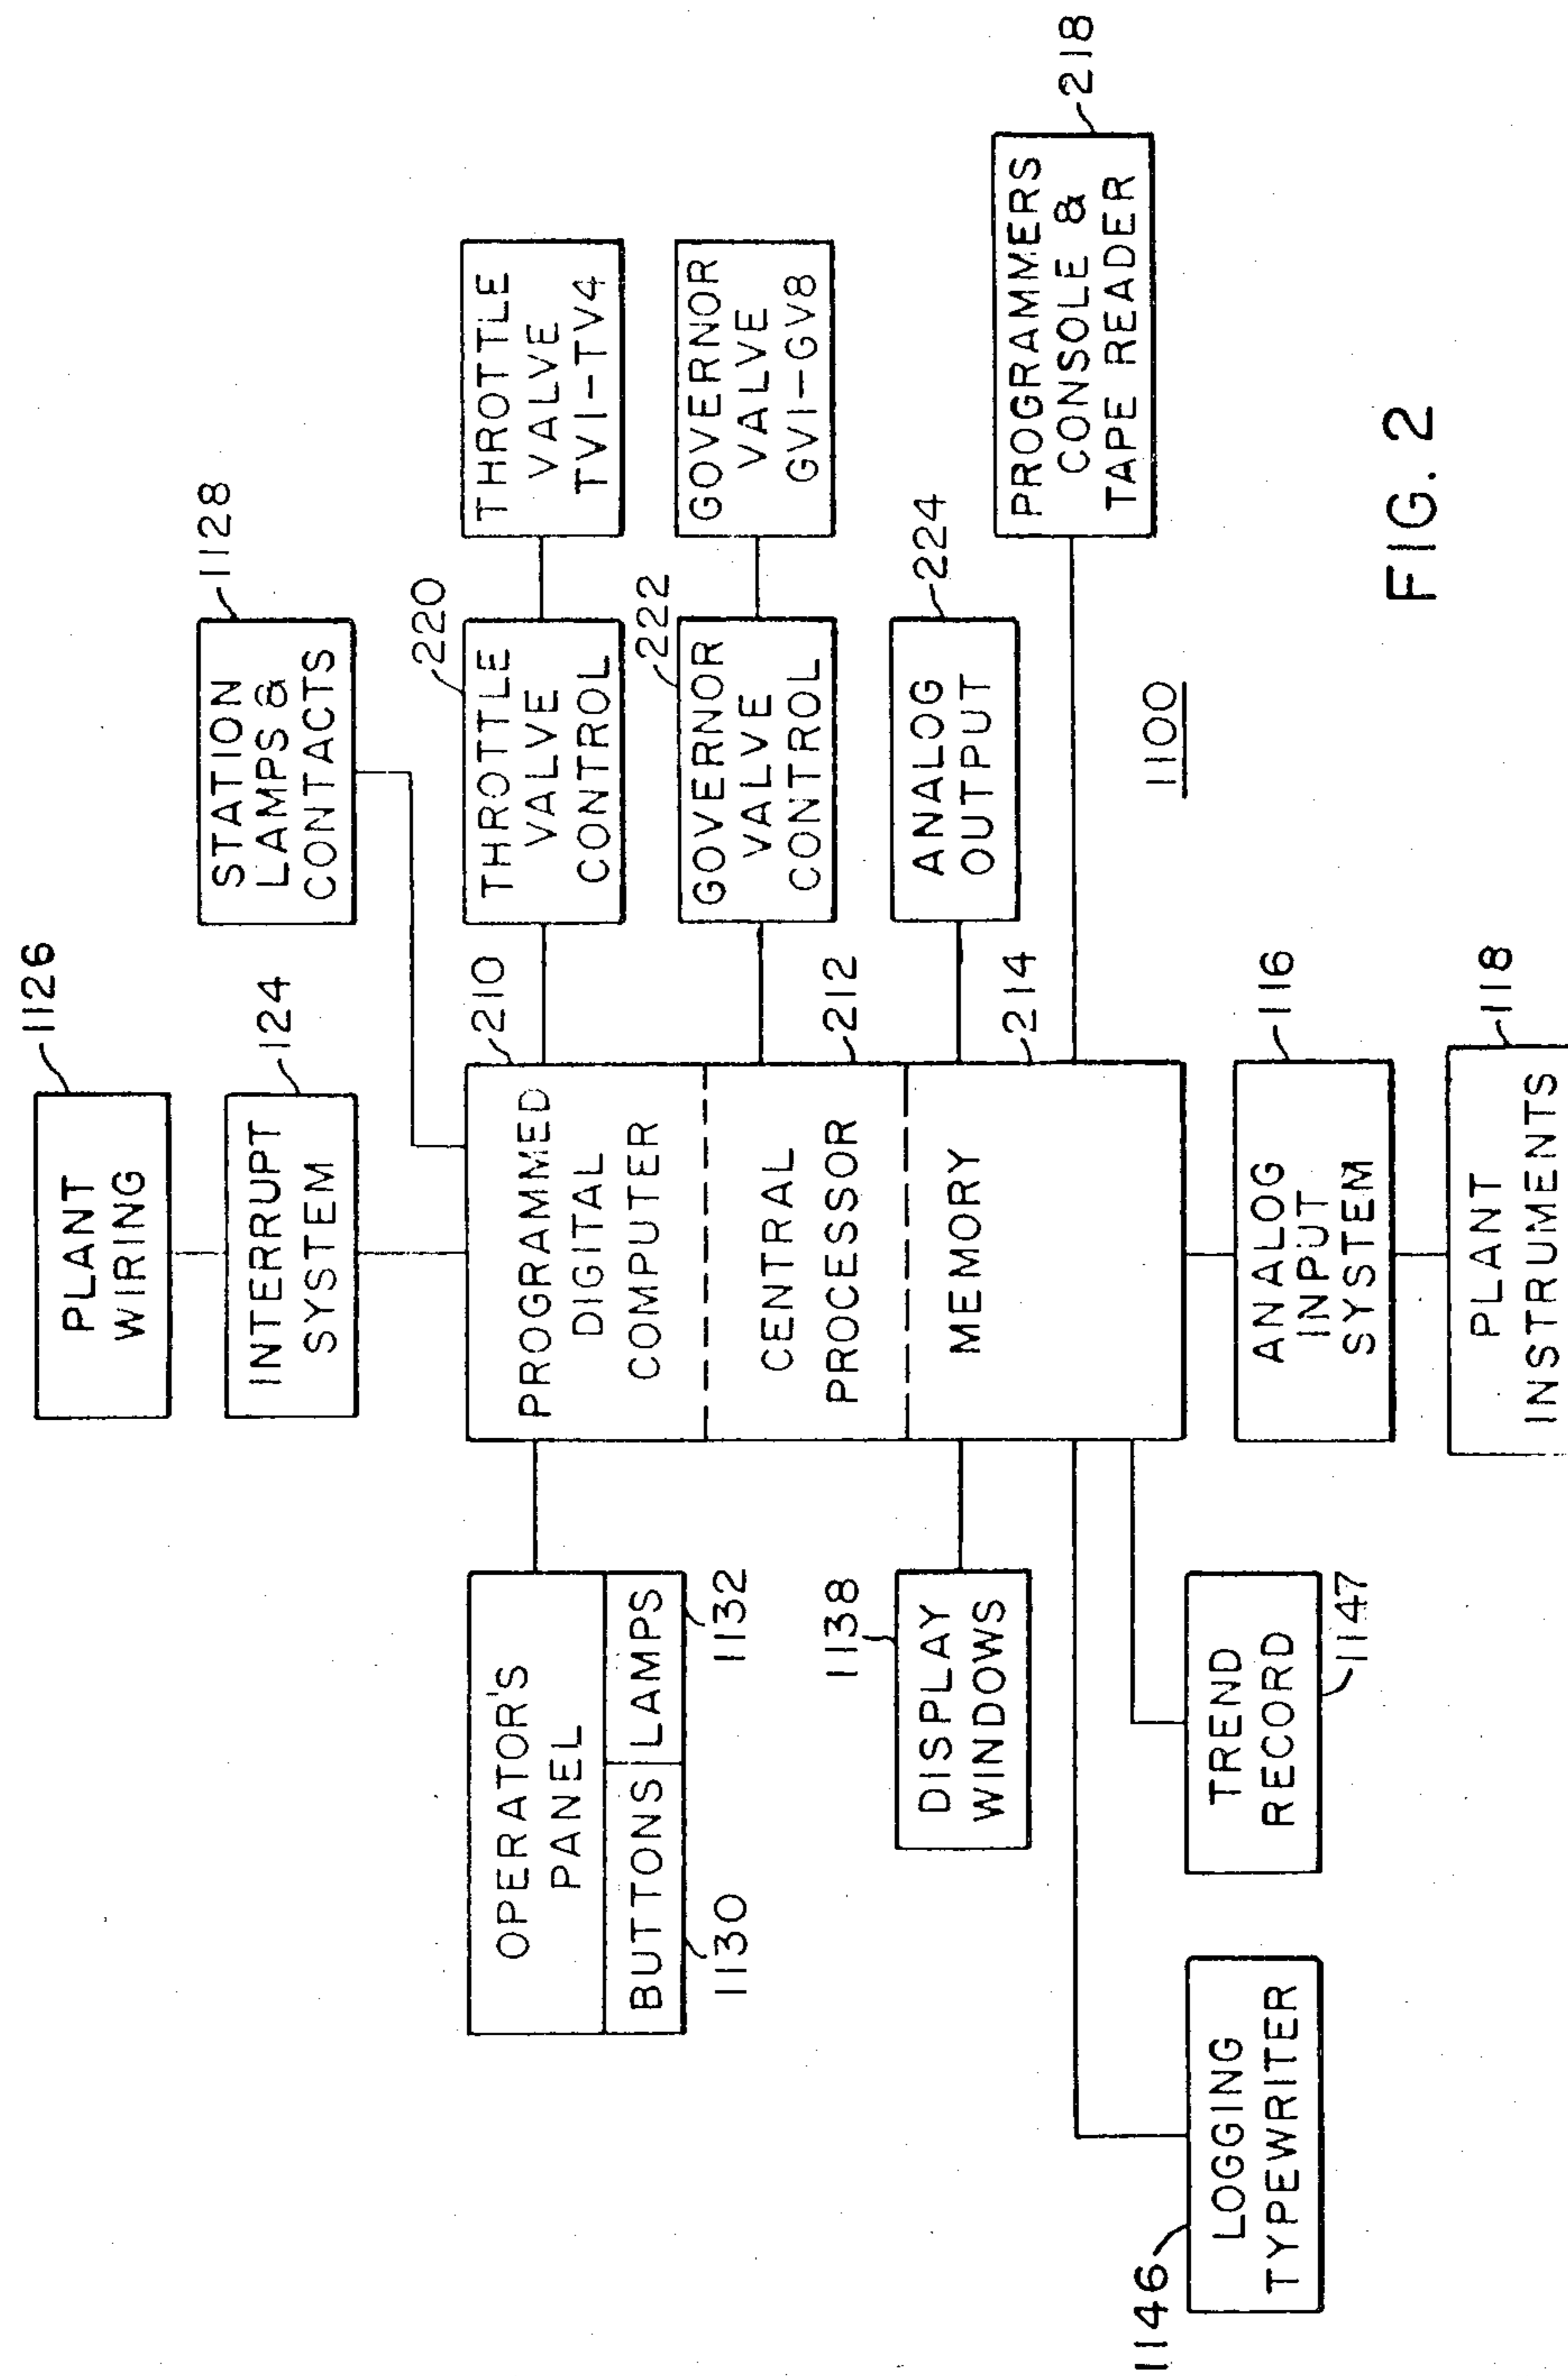 1126
PLANT
WIRING
124
INTERRUPT
SYSTEM
1128
STATION
LAMPS &
CONTACTS
OPERATOR'S
PANEL
BUTTONS
LAMPS
1130
1132
210
PROGRAMMED
DIGITAL
COMPUTER
220
THROTTLE
VALVE
CONTROL
THROTTLE
VALVE
TV1-TV4
212
CENTRAL
PROCESSOR
222
GOVERNOR
VALVE
CONTROL
GOVERNOR
VALVE
GV1-GV8
1138
DISPLAY
WINDOWS
214
MEMORY
224
ANALOG
OUTPUT
218
PROGRAMMERS
CONSOLE &
TAPE READER
1146
LOGGING
TYPEWRITER
TREND
RECORD
1147
116
ANALOG
INPUT
SYSTEM
118
PLANT
INSTRUMENTS
1100
FIG. 2